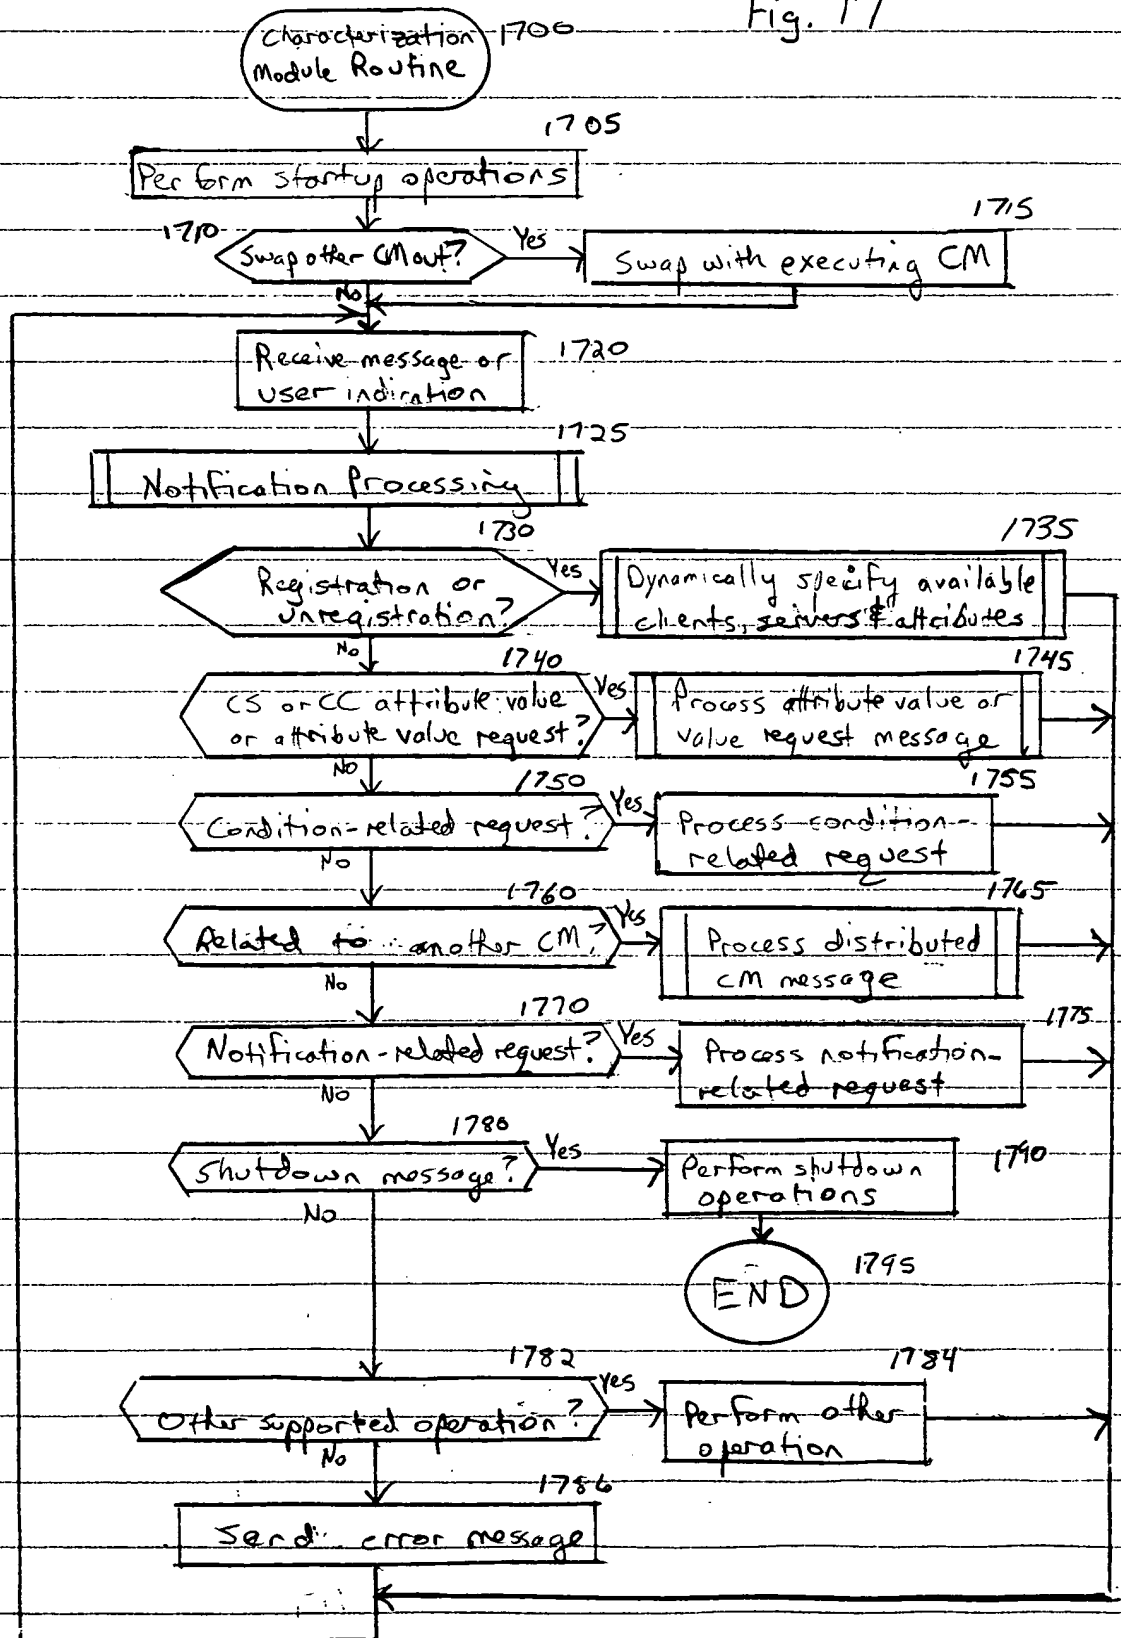 Fig. 17
Characterization 1700
Module Routine
1705
Perform startup operations
1710
Swap other CM out?
Yes
1715
Swap with executing CM
No
Receive message or
user indication
1720
1725
Notification Processing
1730
Registration or
unregistration?
Yes
1735
Dynamically specify available
clients, servers & attributes
No
1740
CS or CC attribute value
or attribute value request?
Yes
1745
Process attribute value or
value request message
No
1750
Condition-related request?
Yes
1755
Process condition-
related request
No
1760
Related to another CM?
Yes
1765
Process distributed
CM message
No
1770
Notification-related request?
Yes
1775
Process notification-
related request
No
1780
Shutdown message?
Yes
Perform shutdown
operations
1790
No
END
1795
1782
Other supported operation?
Yes
1784
Perform other
operation
No
1786
Send error message